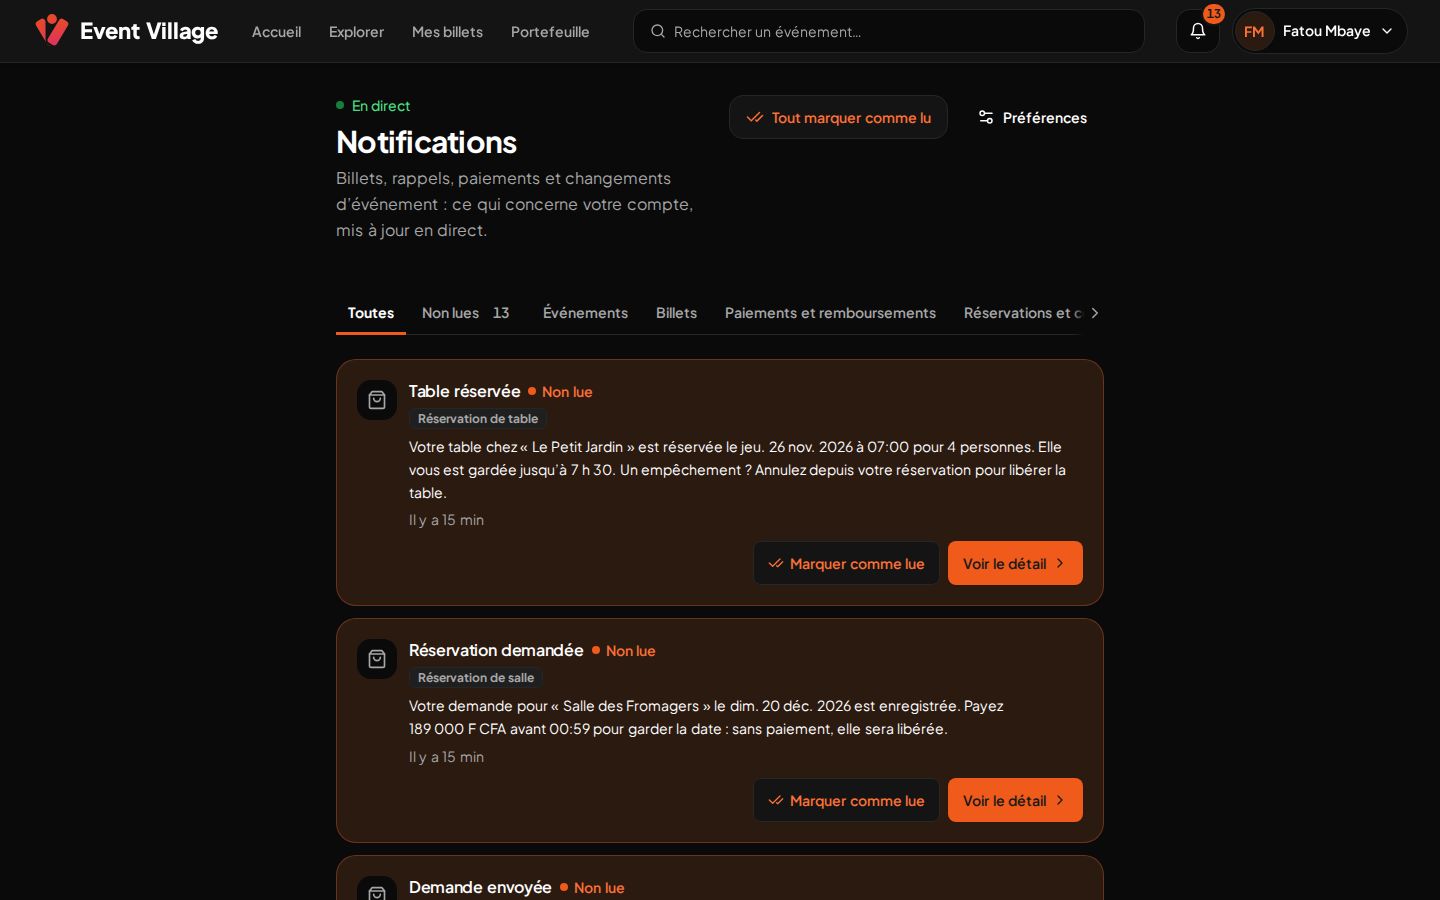 Event Village
Accueil
Explorer
Mes billets
Portefeuille
Rechercher un événement…
13
FM
Fatou Mbaye
En direct
Notifications
Billets, rappels, paiements et changements
d’événement : ce qui concerne votre compte,
mis à jour en direct.
Tout marquer comme lu
Préférences
Toutes
Non lues 13
Événements
Billets
Paiements et remboursements
Réservations et
Table réservée
Non lue
Réservation de table
Votre table chez « Le Petit Jardin » est réservée le jeu. 26 nov. 2026 à 07:00 pour 4 personnes. Elle
vous est gardée jusqu’à 7 h 30. Un empêchement ? Annulez depuis votre réservation pour libérer la
table.
Il y a 15 min
Marquer comme lue
Voir le détail
Réservation demandée
Non lue
Réservation de salle
Votre demande pour « Salle des Fromagers » le dim. 20 déc. 2026 est enregistrée. Payez
189 000 F CFA avant 00:59 pour garder la date : sans paiement, elle sera libérée.
Il y a 15 min
Marquer comme lue
Voir le détail
Demande envoyée
Non lue